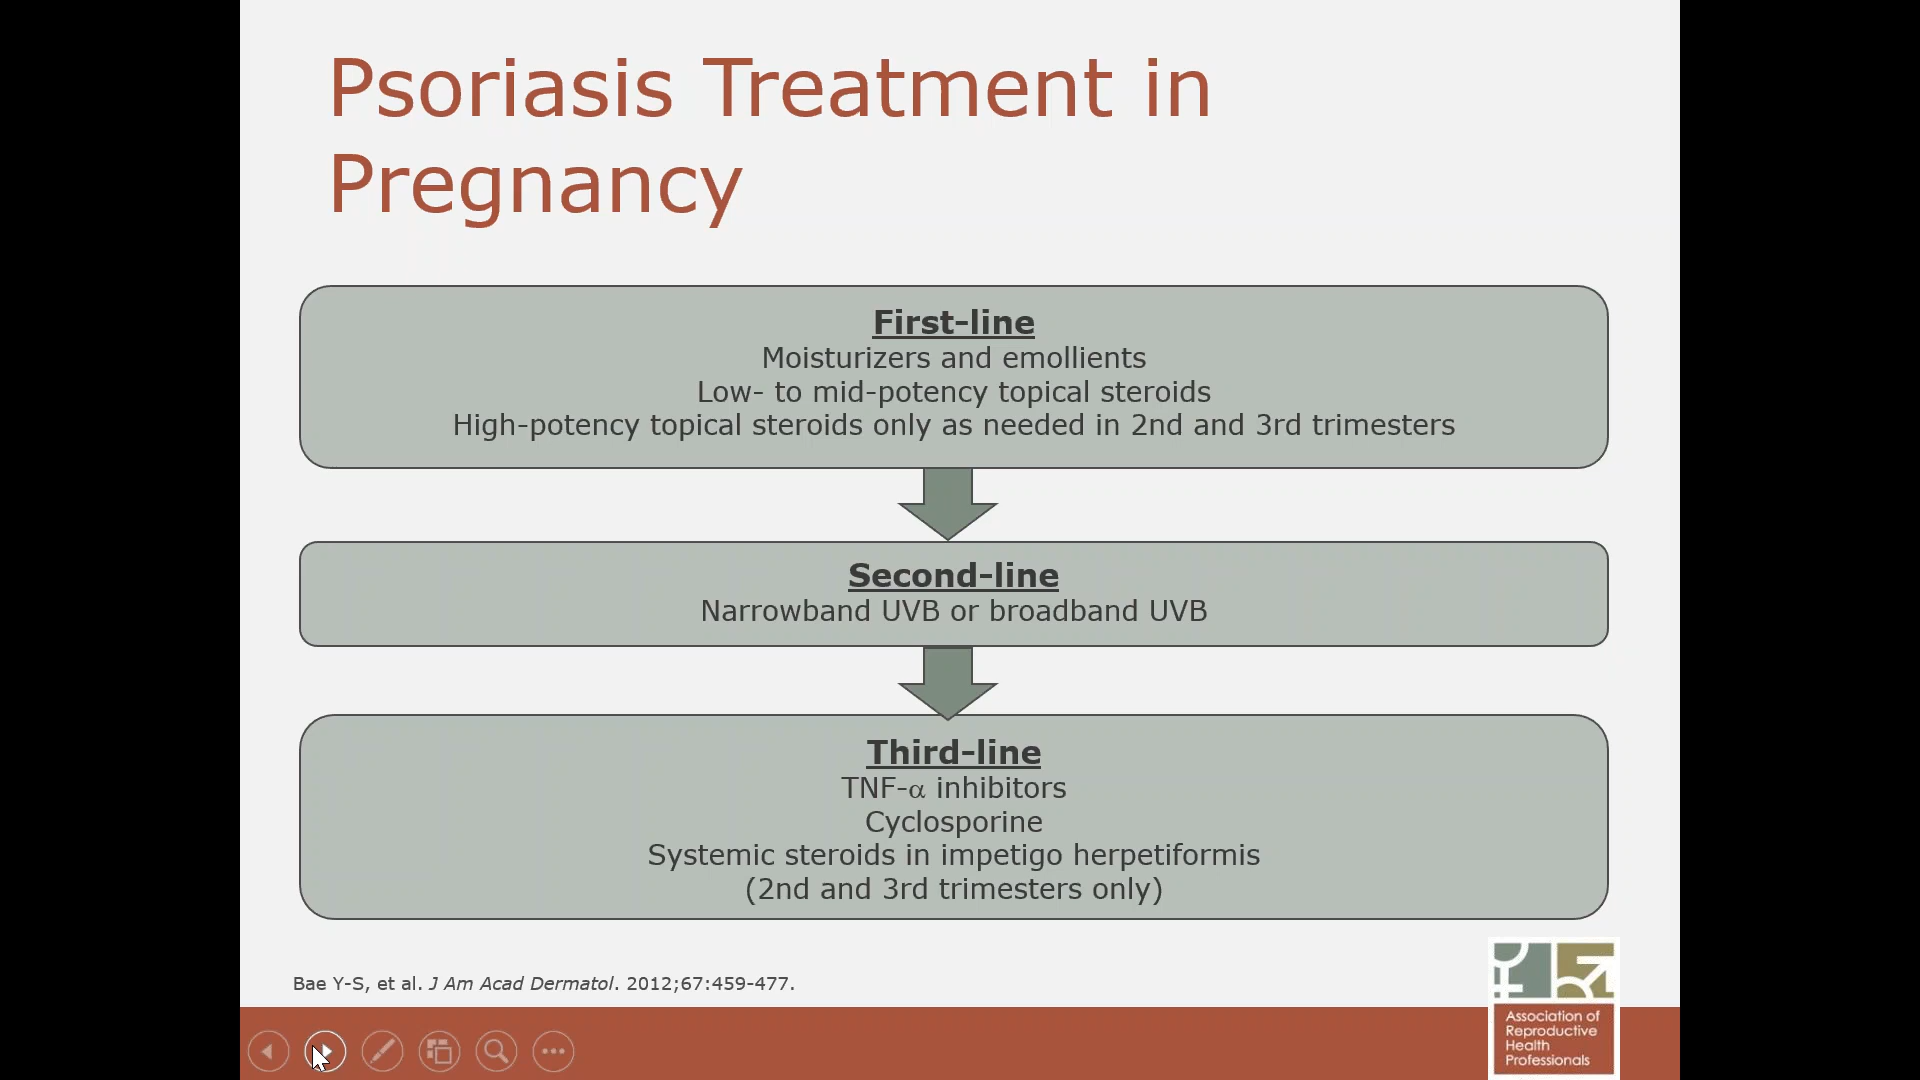 Psoriasis Treatment in
Pregnancy
First-line
Moisturizers and emollients
Low- to mid-potency topical steroids
High-potency topical steroids only as needed in 2nd and 3rd trimesters
Second-line
Narrowband UVB or broadband UVB
Third-line
TNF-α inhibitors
Cyclosporine
Systemic steroids in impetigo herpetiformis
(2nd and 3rd trimesters only)
Bae Y-S, et al. J Am Acad Dermatol. 2012;67:459-477.
Association of
Reproductive
Health
Professionals